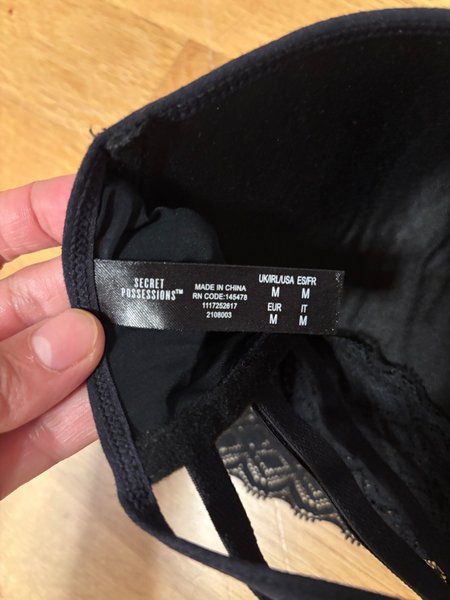 SECRET
POSSESSIONS™
MADE IN CHINA
RN CODE:145478
1117252617
2108003
UK/IRL/USA ES/FR
M M
EUR IT
M M